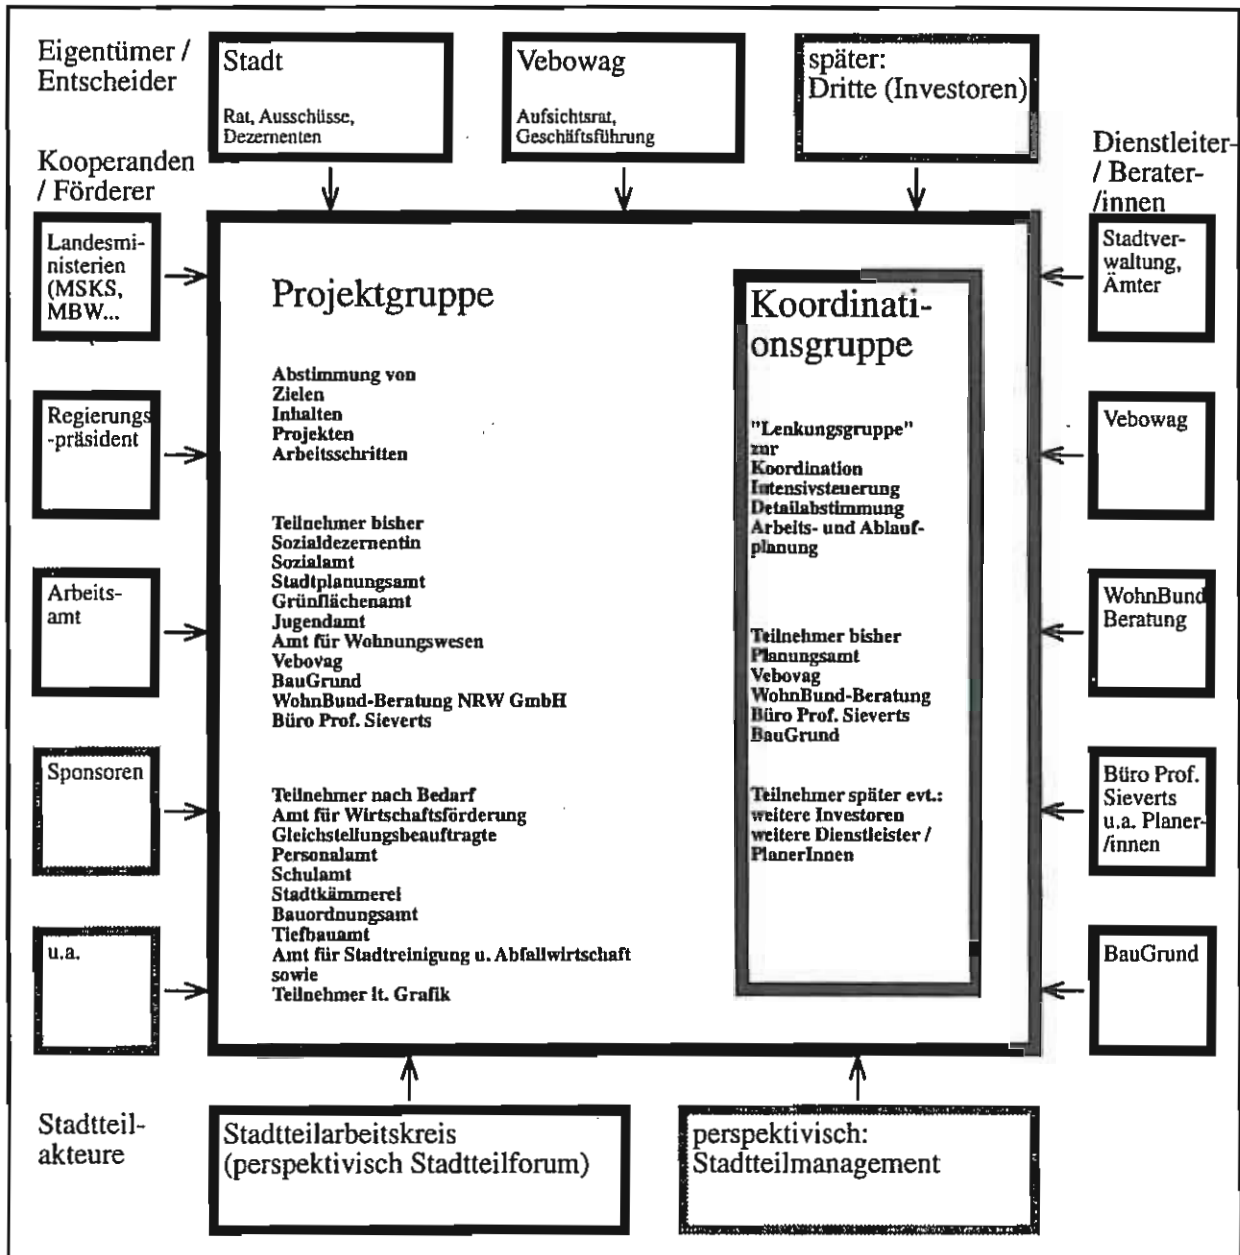 Eigentümer /
Entscheider
Stadt
Rat, Ausschüsse,
Dezernenten
Vebowag
Aufsichtsrat,
Geschäftsführung
später:
Dritte (Investoren)
Kooperanden
/ Förderer
Dienstleiter-
/ Berater-
/innen
Landesmi-
nisterien
(MSKS,
MBW...
Regierungs
-präsident
Arbeits-
amt
Sponsoren
u.a.
Projektgruppe
Abstimmung von
Zielen
Inhalten
Projekten
Arbeitsschritten
Teilnehmer bisher
Sozialdezernentin
Sozialamt
Stadtplanungsamt
Grünflächenamt
Jugendamt
Amt für Wohnungswesen
Vebovag
BauGrund
WohnBund-Beratung NRW GmbH
Büro Prof. Sieverts
Teilnehmer nach Bedarf
Amt für Wirtschaftsförderung
Gleichstellungsbeauftragte
Personalamt
Schulamt
Stadtkämmerei
Bauordnungsamt
Tiefbauamt
Amt für Stadtreinigung u. Abfallwirtschaft
sowie
Teilnehmer lt. Grafik
Koordinati-
onsgruppe
"Lenkungsgruppe"
zur
Koordination
Intensivsteuerung
Detailabstimmung
Arbeits- und Ablauf-
planung
Teilnehmer bisher
Planungsamt
Vebovag
WohnBund-Beratung
Büro Prof. Sieverts
BauGrund
Teilnehmer später evt.:
weitere Investoren
weitere Dienstleister /
PlanerInnen
Stadtver-
waltung,
Ämter
Vebowag
WohnBund
Beratung
Büro Prof.
Sieverts
u.a. Planer-
/innen
BauGrund
Stadtteil-
akteure
Stadtteilarbeitskreis
(perspektivisch Stadtteilforum)
perspektivisch:
Stadtteilmanagement